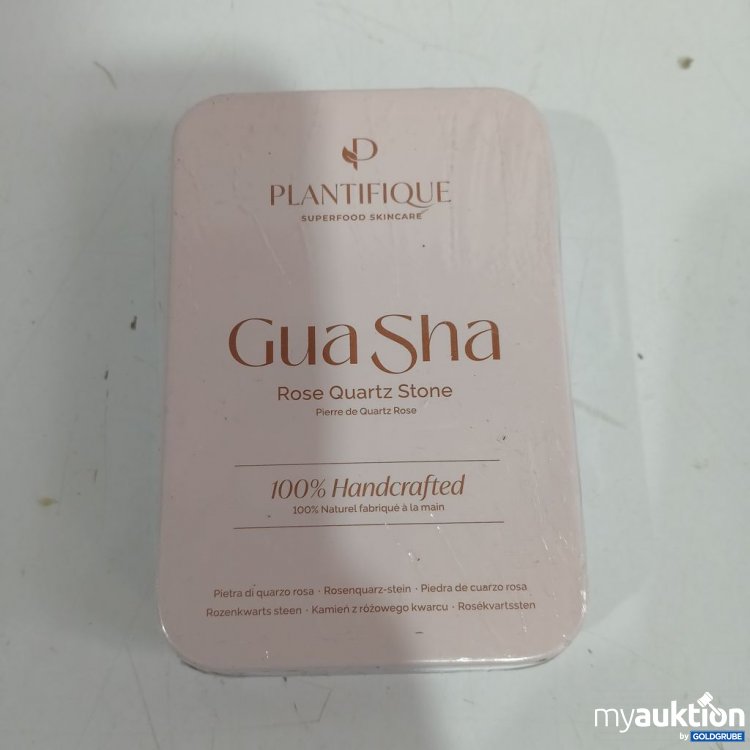 PLANTIFIQUE
SUPERFOOD SKINCARE
Gua Sha
Rose Quartz Stone
Pierre de Quartz Rose
100% Handcrafted
100% Naturel fabriqué à la main
Pietra di quarzo rosa · Rosenquarz-stein · Piedra de cuarzo rosa
Rozenkwarts steen · Kamień z różowego kwarcu · Rosékvartssten
myauktion
by GOLDGRUBE